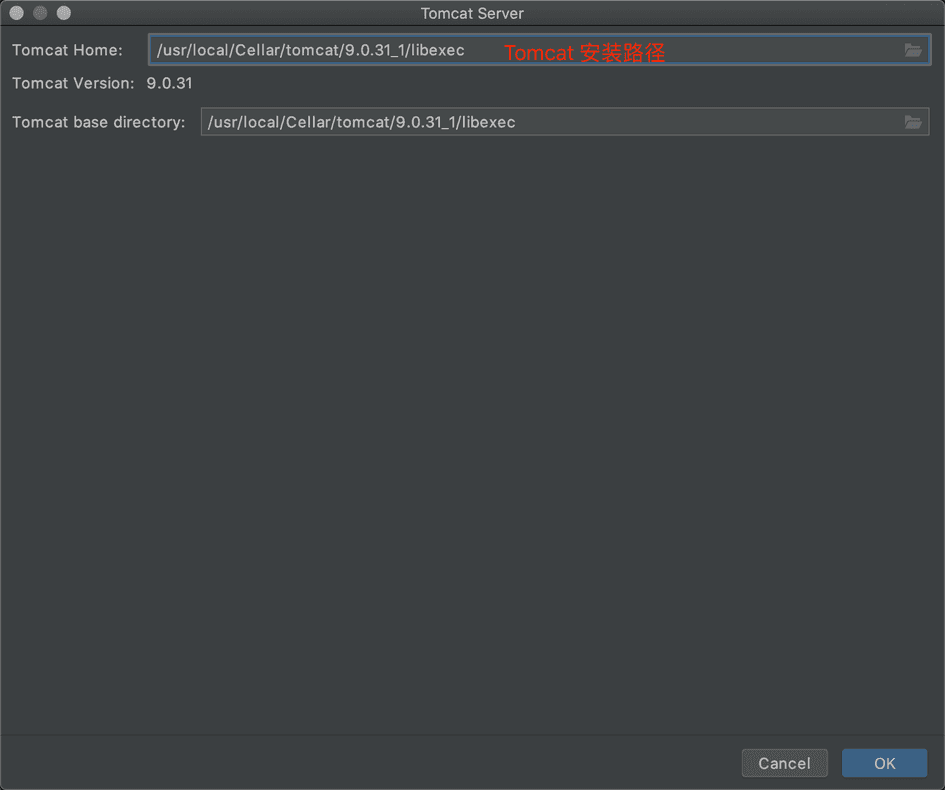 Tomcat Server
Tomcat Home: /usr/local/Cellar/tomcat/9.0.31_1/libexec Tomcat 安装路径
Tomcat Version: 9.0.31
Tomcat base directory: /usr/local/Cellar/tomcat/9.0.31_1/libexec
Cancel OK